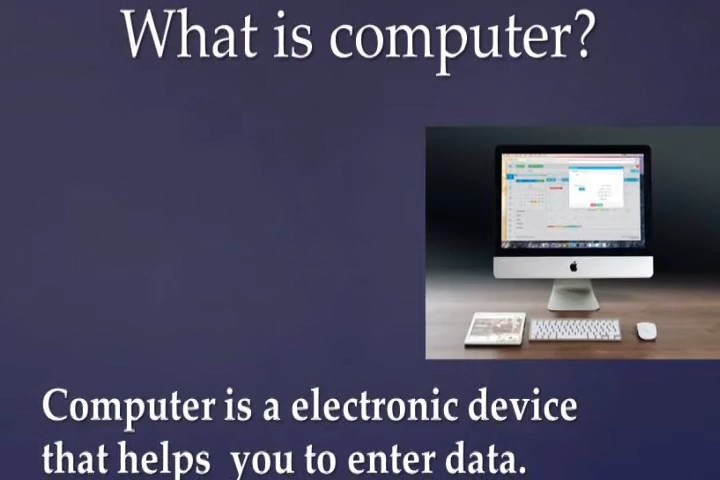 What is computer?
Computer is a electronic device
that helps you to enter data.